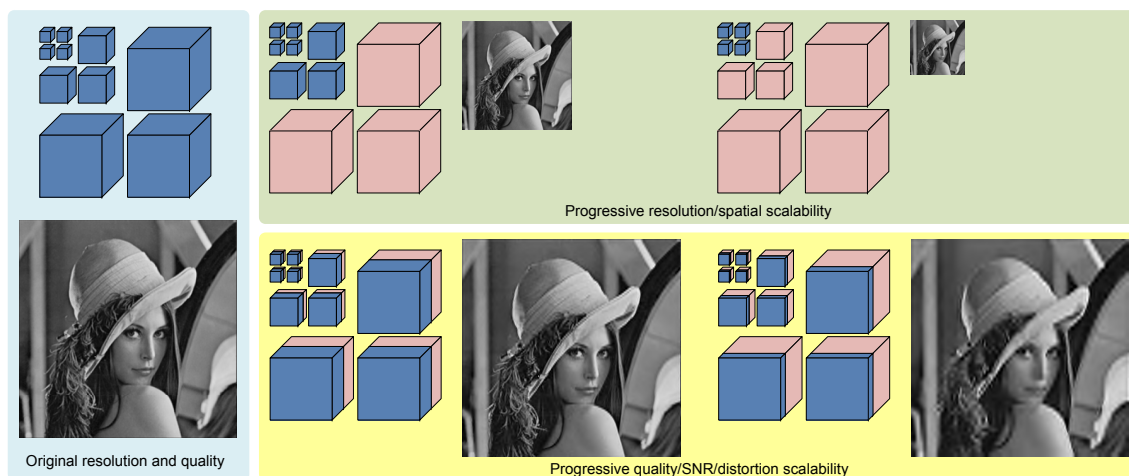 Progressive resolution/spatial scalability
Original resolution and quality
Progressive quality/SNR/distortion scalability